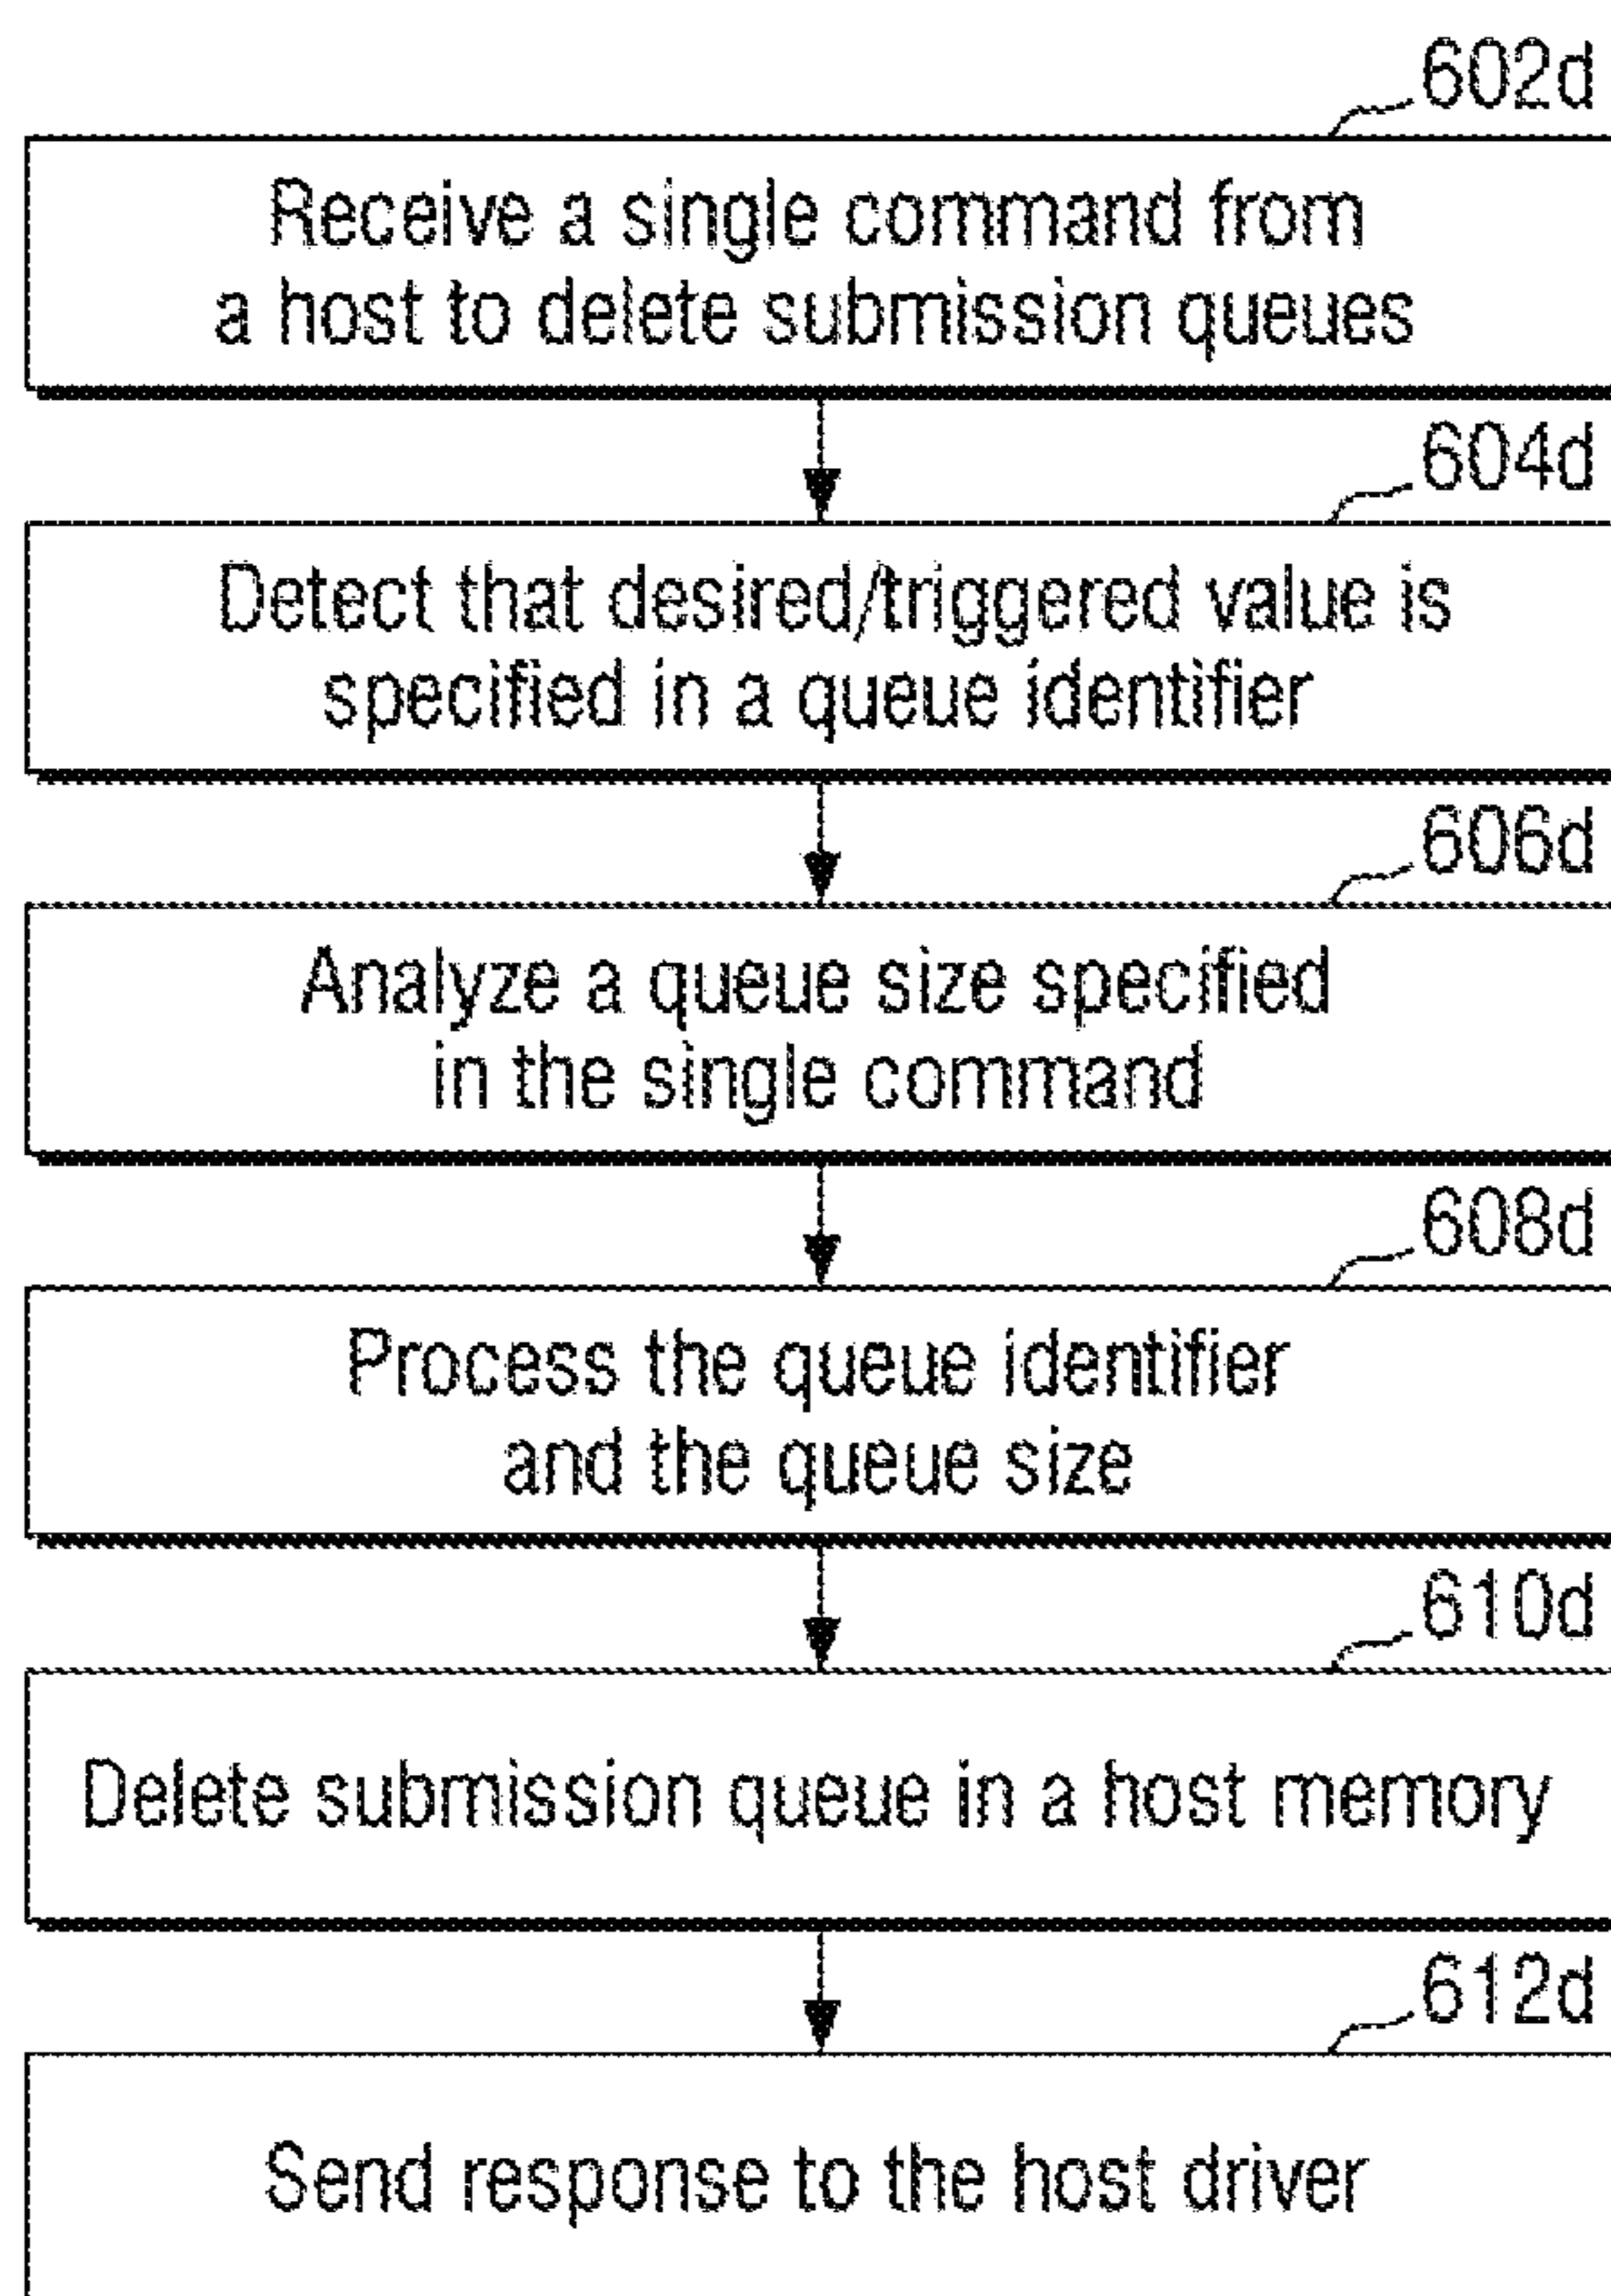 602d
Receive a single command from
a host to delete submission queues
604d
Detect that desired/triggered value is
specified in a queue identifier
606d
Analyze a queue size specified
in the single command
608d
Process the queue identifier
and the queue size
610d
Delete submission queue in a host memory
612d
Send response to the host driver